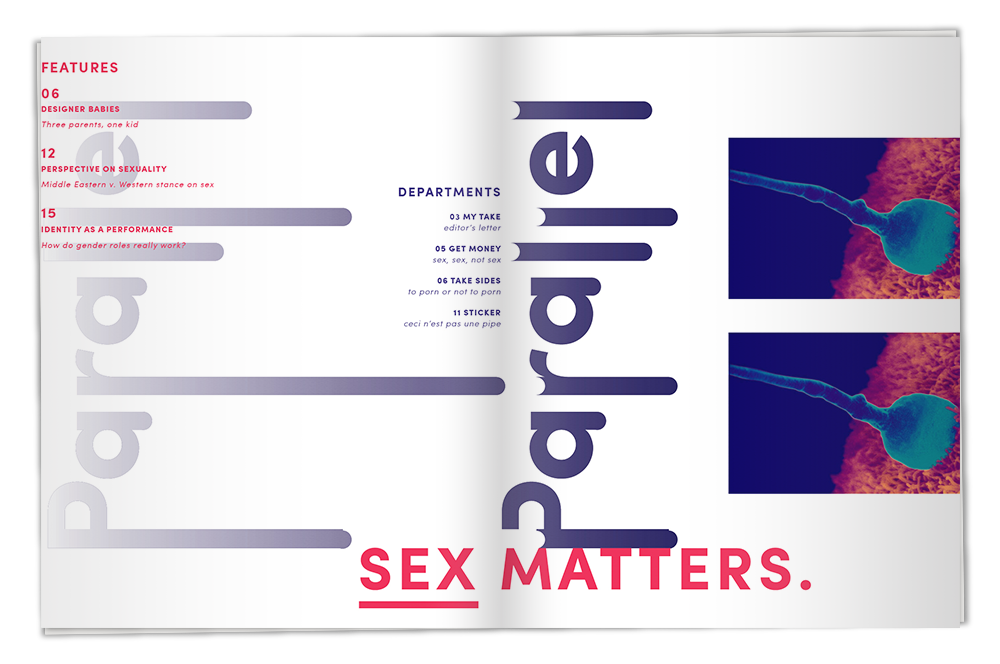 FEATURES
06
DESIGNER BABIES
Three parents, one kid
12
PERSPECTIVE ON SEXUALITY
Middle Eastern v. Western stance on sex
15
IDENTITY AS A PERFORMANCE
How do gender roles really work?
Parallel
DEPARTMENTS
03 MY TAKE
editor's letter
05 GET MONEY
sex, sex, not sex
06 TAKE SIDES
to porn or not to porn
11 STICKER
ceci n'est pas une pipe
Parallel
SEX MATTERS.